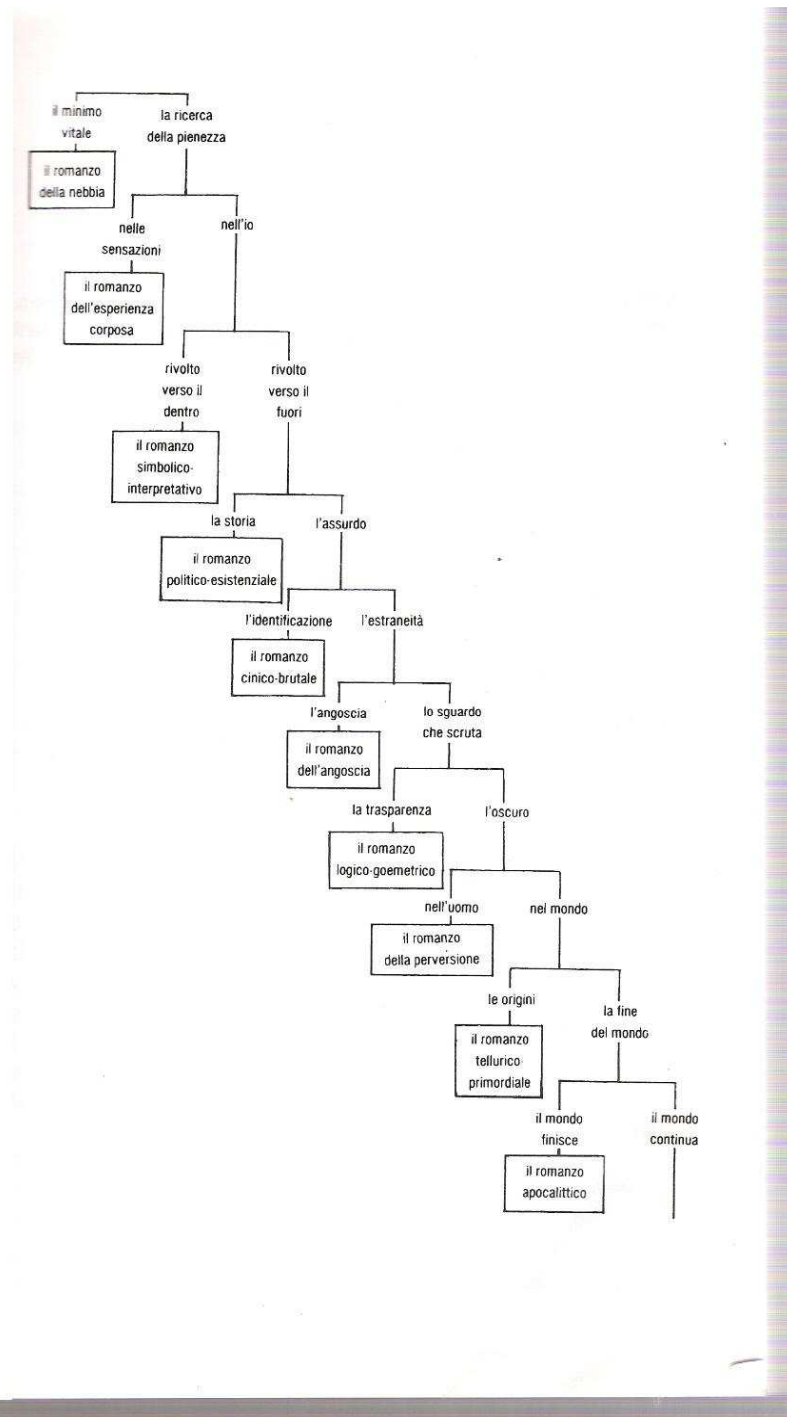 il minimo
vitale
la ricerca
della pienezza
il romanzo
della nebbia
nelle
sensazioni
nell'io
il romanzo
dell'esperienza
corposa
rivolto
verso il
dentro
rivolto
verso il
fuori
il romanzo
simbolico-
interpretativo
la storia
l'assurdo
il romanzo
politico-esistenziale
l'identificazione
l'estraneità
il romanzo
cinico-brutale
l'angoscia
lo sguardo
che scruta
il romanzo
dell'angoscia
la trasparenza
l'oscuro
il romanzo
logico-goemetrico
nell'uomo
nel mondo
il romanzo
della perversione
le origini
la fine
del mondo
il romanzo
tellurico-
primordiale
il mondo
finisce
il mondo
continua
il romanzo
apocalittico